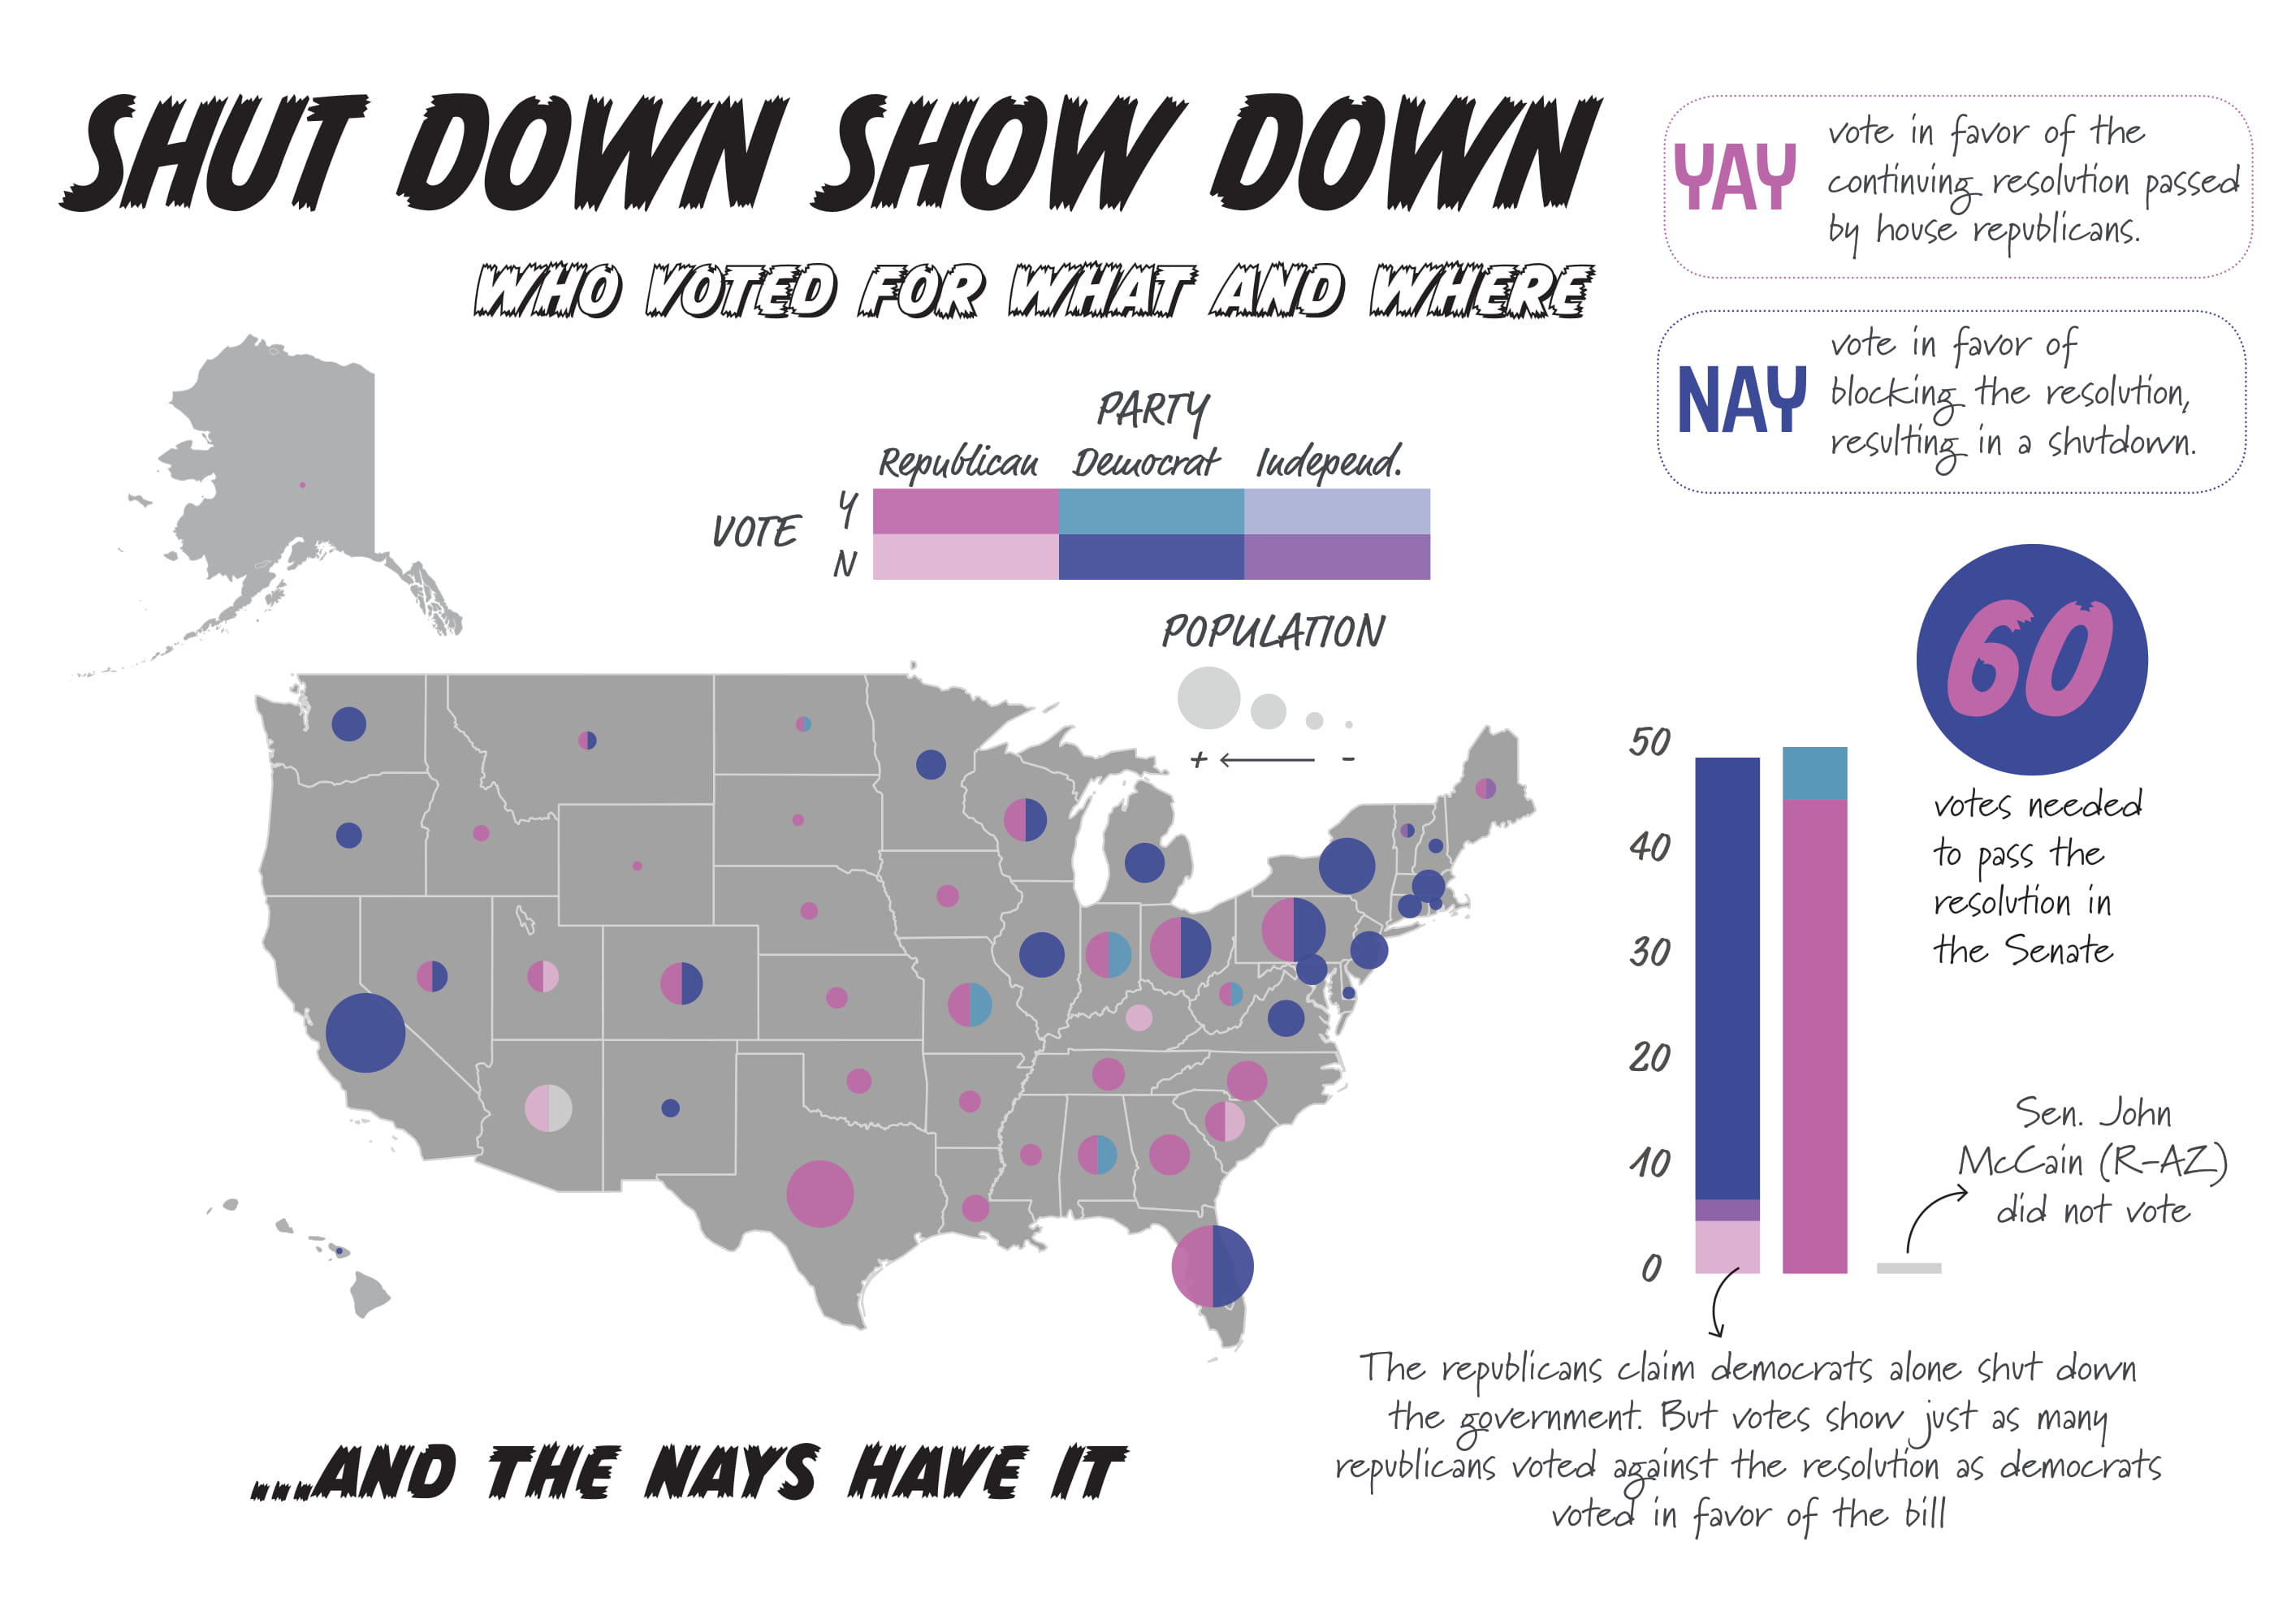 SHUT DOWN SHOW DOWN
WHO VOTED FOR WHAT AND WHERE
YAY
vote in favor of the
continuing resolution passed
by house republicans.
NAY
vote in favor of
blocking the resolution,
resulting in a shutdown.
PARTY
Republican Democrat Independ.
VOTE
Y
N
POPULATION
+ -
60
votes needed
to pass the
resolution in
the Senate
50
40
30
20
10
0
Sen. John
McCain (R-AZ)
did not vote
The republicans claim democrats alone shut down
the government. But votes show just as many
republicans voted against the resolution as democrats
voted in favor of the bill
...AND THE NAYS HAVE IT